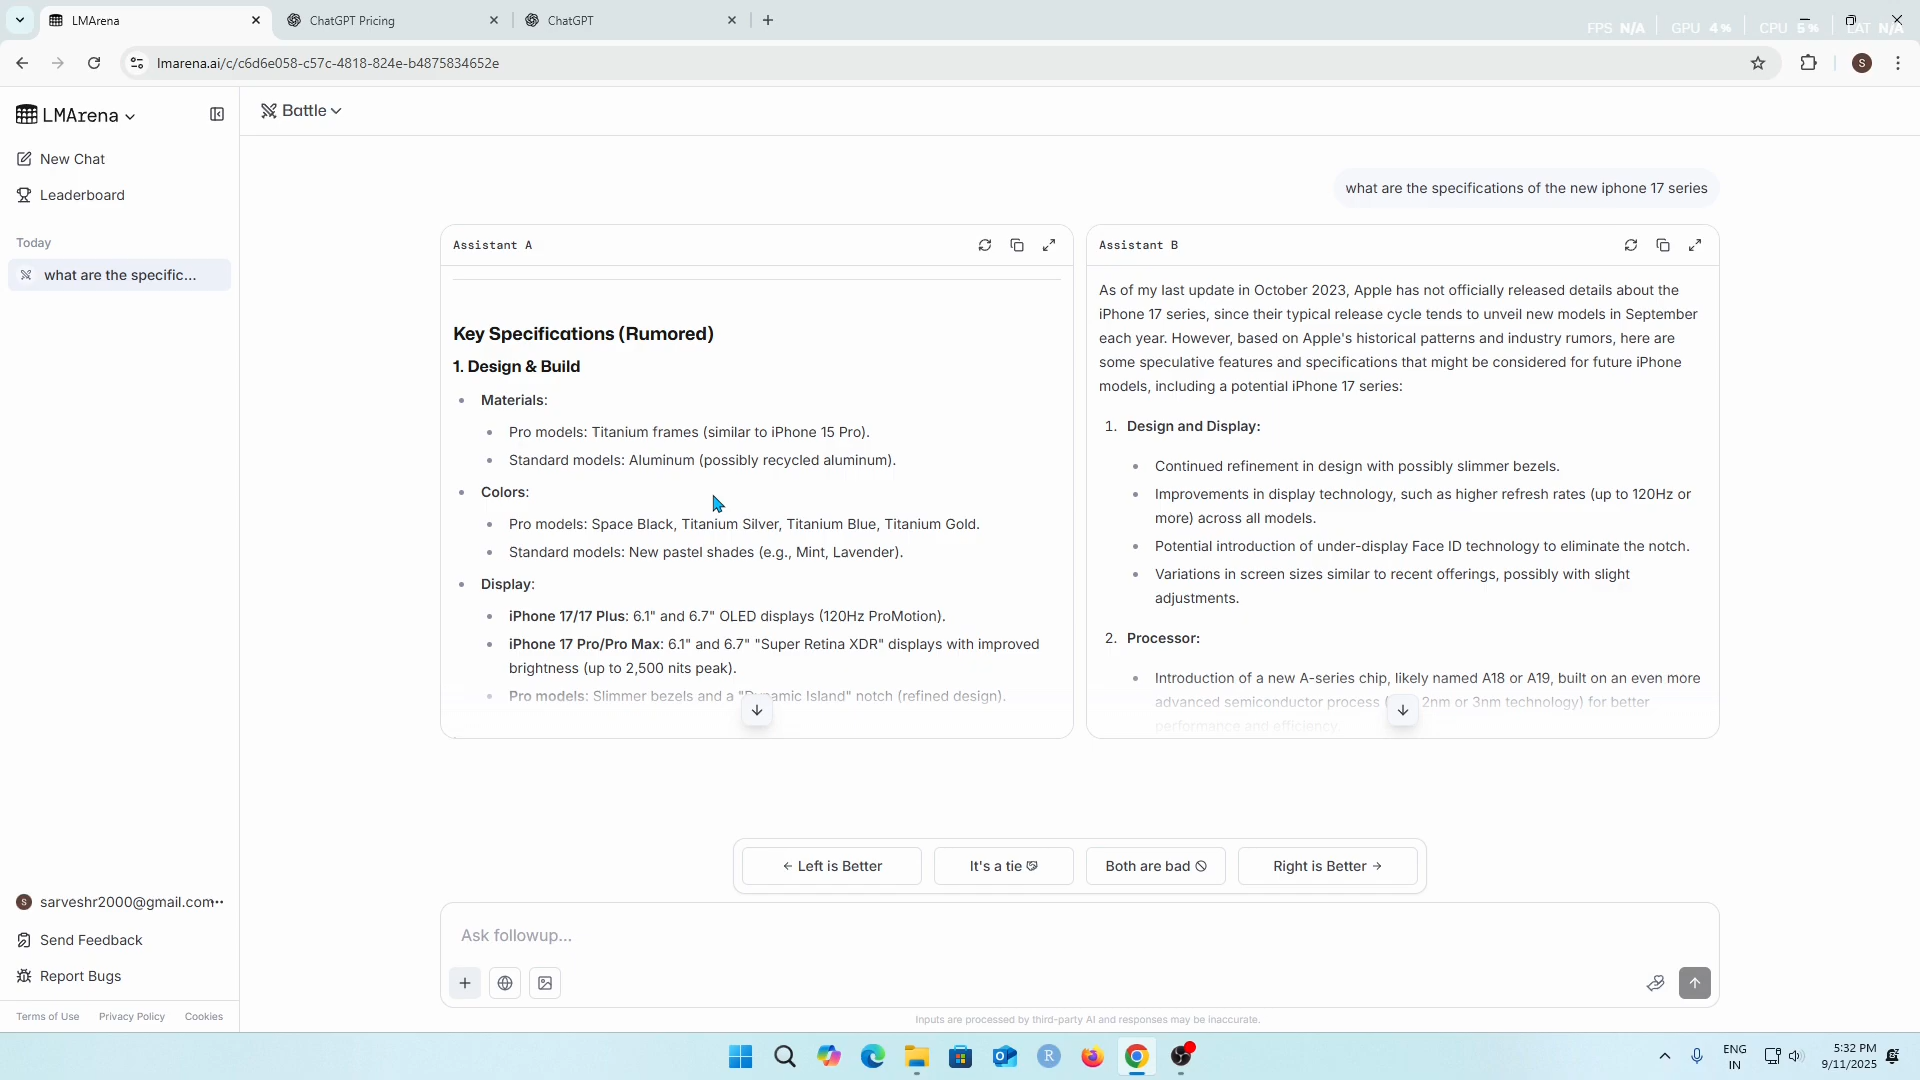 LMArena
ChatGPT Pricing
ChatGPT
FPS N/A GPU 4% CPU 5% LAT N/A
lmarena.ai/c/c6d6e058-c57c-4818-824e-b4875834652e
LMArena
Battle
New Chat
Leaderboard
Today
what are the specific...
what are the specifications of the new iphone 17 series
Assistant A
Key Specifications (Rumored)
1. Design & Build
Materials:
Pro models: Titanium frames (similar to iPhone 15 Pro).
Standard models: Aluminum (possibly recycled aluminum).
Colors:
Pro models: Space Black, Titanium Silver, Titanium Blue, Titanium Gold.
Standard models: New pastel shades (e.g., Mint, Lavender).
Display:
iPhone 17/17 Plus: 6.1" and 6.7" OLED displays (120Hz ProMotion).
iPhone 17 Pro/Pro Max: 6.1" and 6.7" "Super Retina XDR" displays with improved
brightness (up to 2,500 nits peak).
Pro models: Slimmer bezels and a "Dynamic Island" notch (refined design).
Assistant B
As of my last update in October 2023, Apple has not officially released details about the
iPhone 17 series, since their typical release cycle tends to unveil new models in September
each year. However, based on Apple's historical patterns and industry rumors, here are
some speculative features and specifications that might be considered for future iPhone
models, including a potential iPhone 17 series:
1. Design and Display:
Continued refinement in design with possibly slimmer bezels.
Improvements in display technology, such as higher refresh rates (up to 120Hz or
more) across all models.
Potential introduction of under-display Face ID technology to eliminate the notch.
Variations in screen sizes similar to recent offerings, possibly with slight
adjustments.
2. Processor:
Introduction of a new A-series chip, likely named A18 or A19, built on an even more
advanced semiconductor process 2nm or 3nm technology) for better
performance and efficiency
← Left is Better
It's a tie
Both are bad
Right is Better →
Ask followup...
Inputs are processed by third-party AI and responses may be inaccurate.
sarveshr2000@gmail.com
Send Feedback
Report Bugs
Terms of Use Privacy Policy Cookies
ENG
IN
5:32 PM
9/11/2025